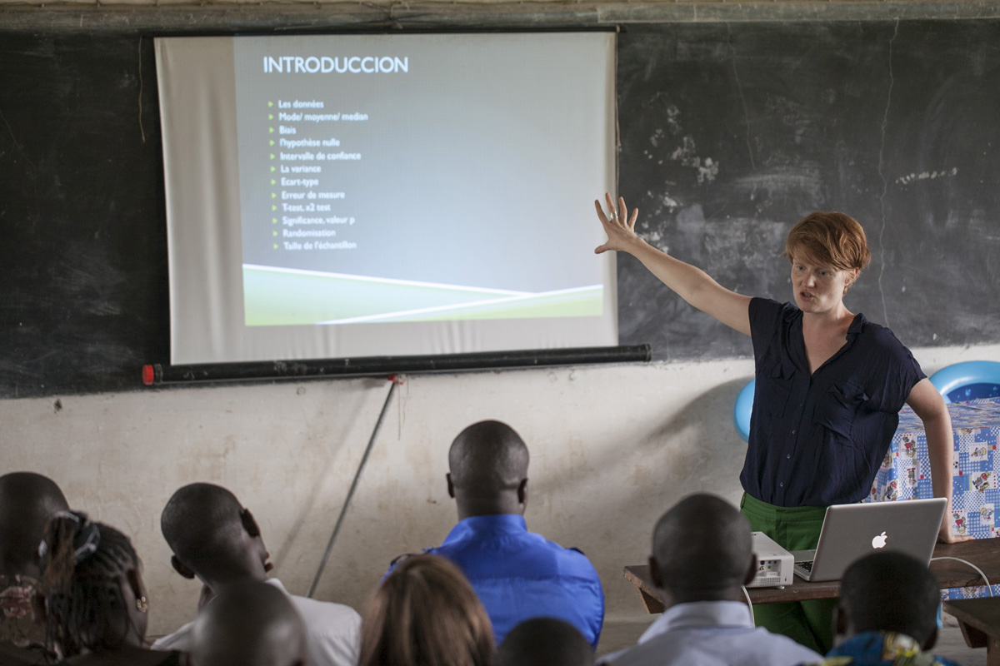 INTRODUCCION
Les données
Mode/ moyenne/ median
Biais
l'hypothèse nulle
Intervalle de confiance
La variance
Ecart-type
Erreur de mesure
T-test, x2 test
Significance, valeur p
Randomisation
Taille de l'échantillon